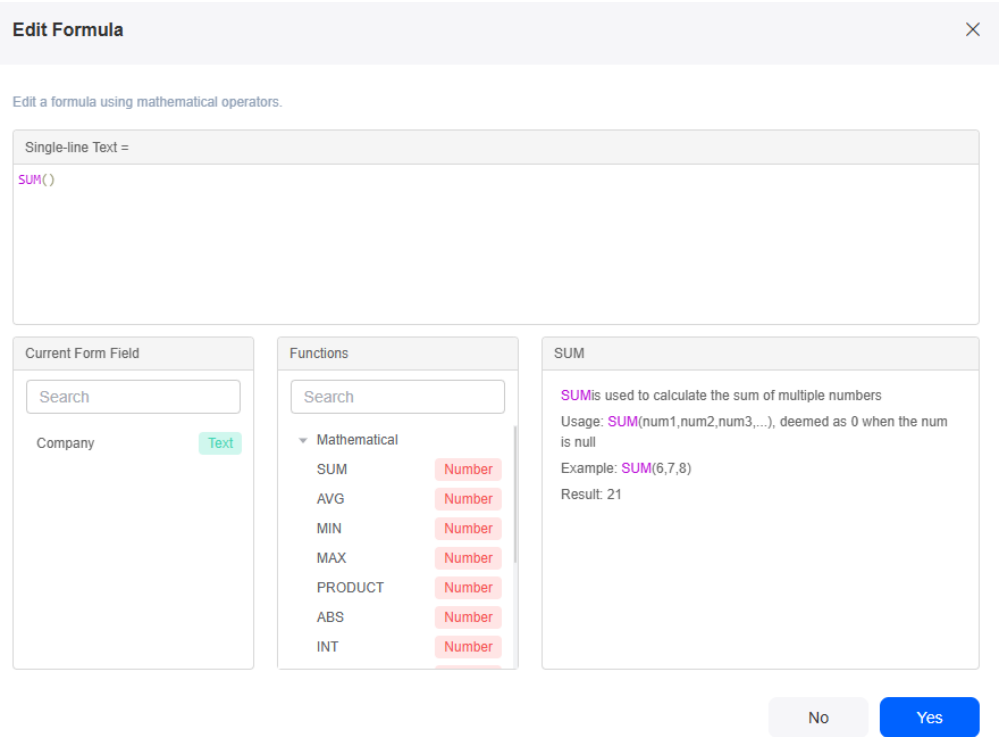 Edit Formula
Edit a formula using mathematical operators.
Single-line Text =
SUM()
Current Form Field
Search
Company Text
Functions
Search
Mathematical
SUM Number
AVG Number
MIN Number
MAX Number
PRODUCT Number
ABS Number
INT Number
SUM
SUMis used to calculate the sum of multiple numbers
Usage: SUM(num1,num2,num3,...), deemed as 0 when the num
is null
Example: SUM(6,7,8)
Result: 21
No
Yes